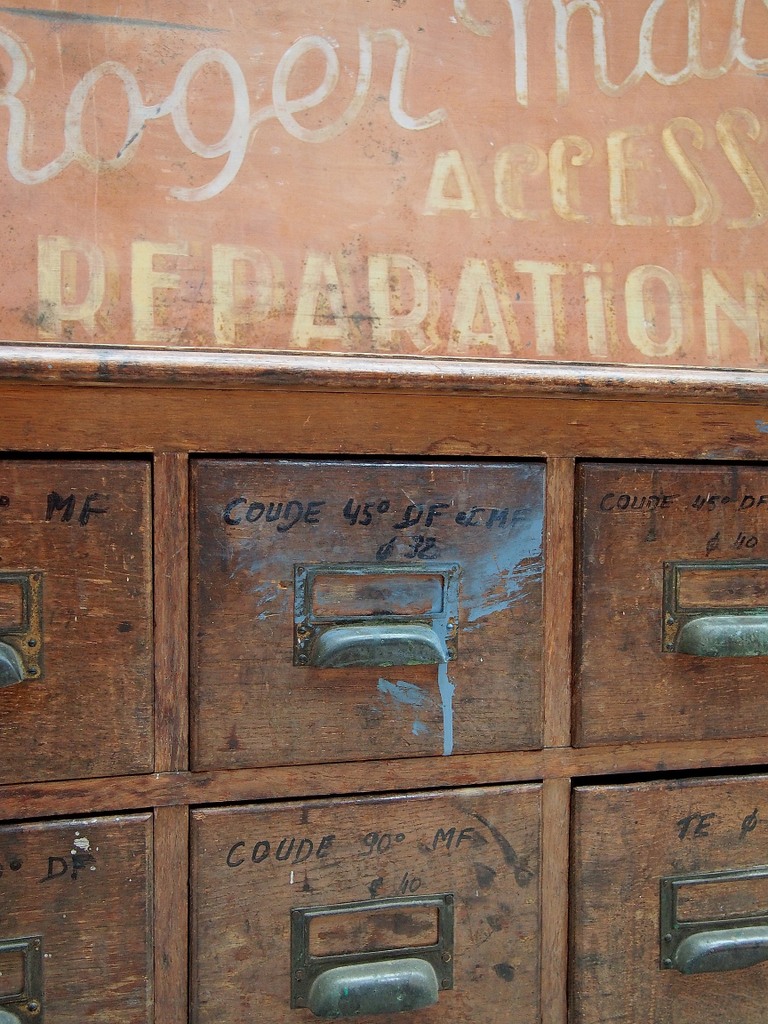 Roger
ACCESS
REPARATION
° MF
COUDE 45° DF et MF
ø 32
COUDE 45° DF
ø 40
° DF
COUDE 90° MF
ø 40
TE ø